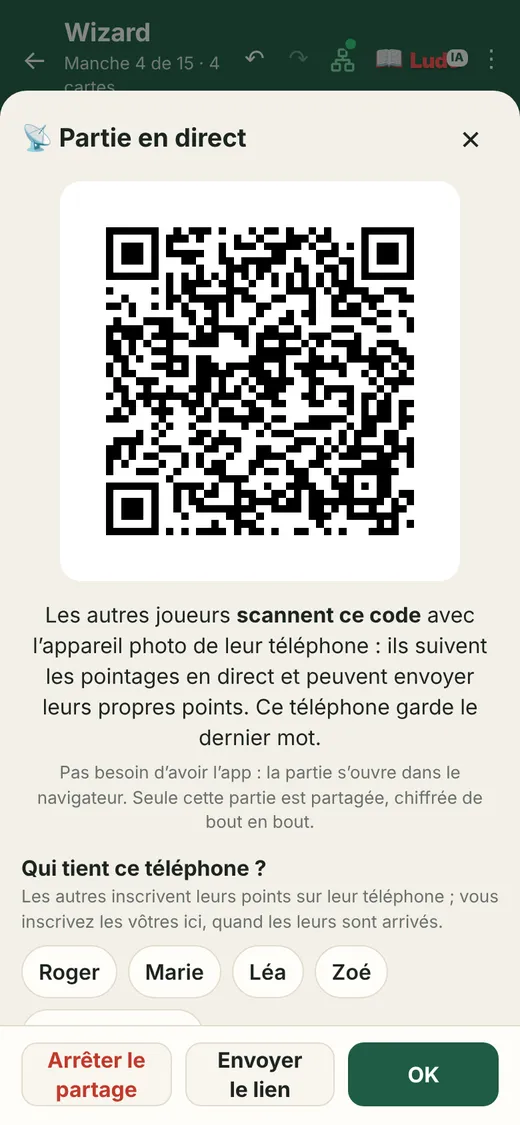 Wizard
Manche 4 de 15 · 4
cartes
Lud IA
📡 Partie en direct
Les autres joueurs scannent ce code avec
l’appareil photo de leur téléphone : ils suivent
les pointages en direct et peuvent envoyer
leurs propres points. Ce téléphone garde le
dernier mot.
Pas besoin d’avoir l’app : la partie s’ouvre dans le
navigateur. Seule cette partie est partagée, chiffrée de
bout en bout.
Qui tient ce téléphone ?
Les autres inscrivent leurs points sur leur téléphone ; vous
inscrivez les vôtres ici, quand les leurs sont arrivés.
Roger Marie Léa Zoé
Arrêter le
partage
Envoyer
le lien
OK